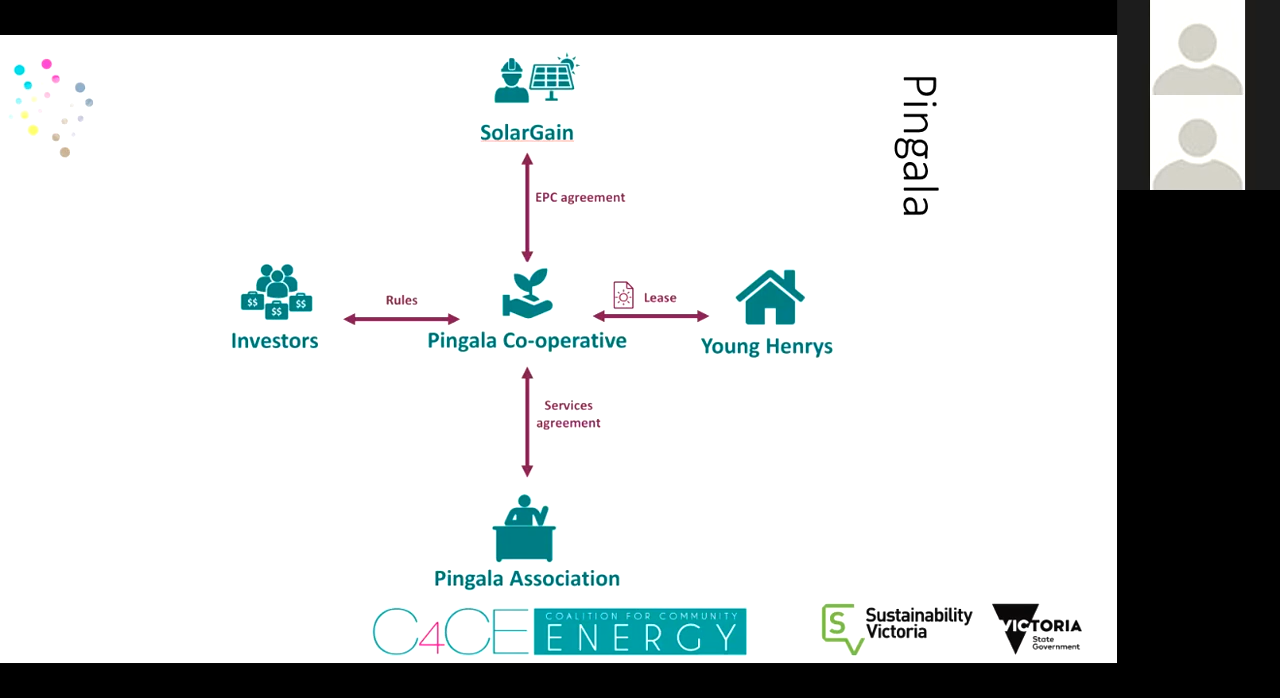 Pingala
SolarGain
EPC agreement
$$ $$ $$
Investors
Rules
Pingala Co-operative
Lease
Young Henrys
Services
agreement
Pingala Association
C4CE
COALITION FOR COMMUNITY
ENERGY
S
Sustainability
Victoria
VICTORIA
State
Government